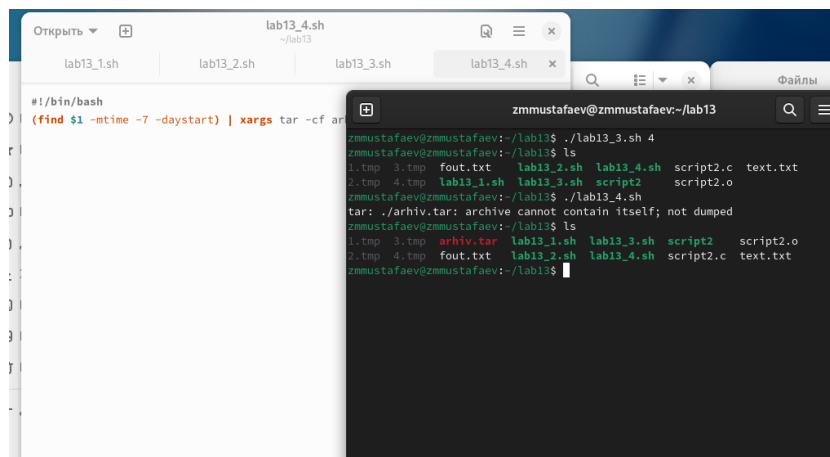 Открыть
lab13_4.sh
~/lab13
lab13_1.sh lab13_2.sh lab13_3.sh lab13_4.sh
#!/bin/bash
(find $1 -mtime -7 -daystart) | xargs tar -cf
Файлы
zmmustafaev@zmmustafaev:~/lab13
zmmustafaev@zmmustafaev:~/lab13$ ./lab13_3.sh 4
zmmustafaev@zmmustafaev:~/lab13$ ls
1.tmp 3.tmp fout.txt lab13_2.sh lab13_4.sh script2.c text.txt
2.tmp 4.tmp lab13_1.sh lab13_3.sh script2 script2.o
zmmustafaev@zmmustafaev:~/lab13$ ./lab13_4.sh
tar: ./arhiv.tar: archive cannot contain itself; not dumped
zmmustafaev@zmmustafaev:~/lab13$ ls
1.tmp 3.tmp arhiv.tar lab13_1.sh lab13_3.sh script2 script2.o
2.tmp 4.tmp fout.txt lab13_2.sh lab13_4.sh script2.c text.txt
zmmustafaev@zmmustafaev:~/lab13$